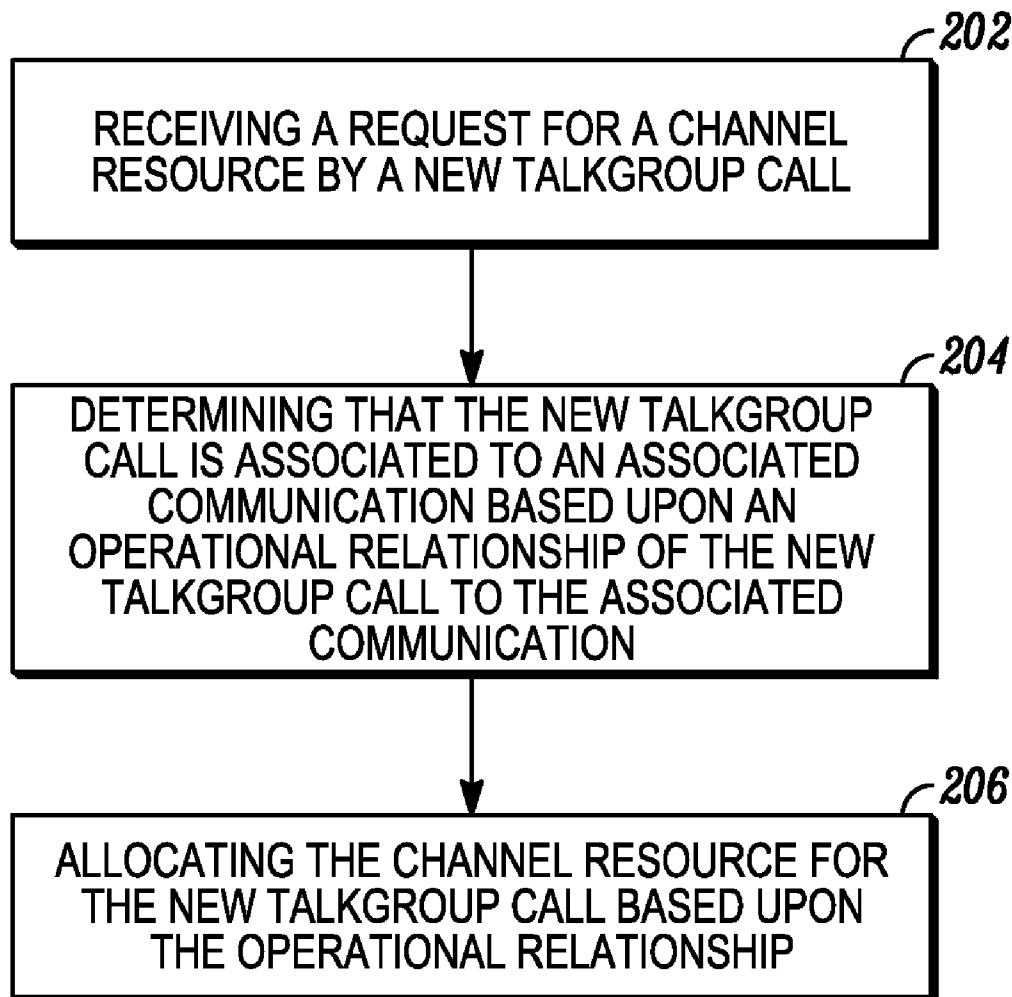 202
RECEIVING A REQUEST FOR A CHANNEL
RESOURCE BY A NEW TALKGROUP CALL
204
DETERMINING THAT THE NEW TALKGROUP
CALL IS ASSOCIATED TO AN ASSOCIATED
COMMUNICATION BASED UPON AN
OPERATIONAL RELATIONSHIP OF THE NEW
TALKGROUP CALL TO THE ASSOCIATED
COMMUNICATION
206
ALLOCATING THE CHANNEL RESOURCE FOR
THE NEW TALKGROUP CALL BASED UPON
THE OPERATIONAL RELATIONSHIP